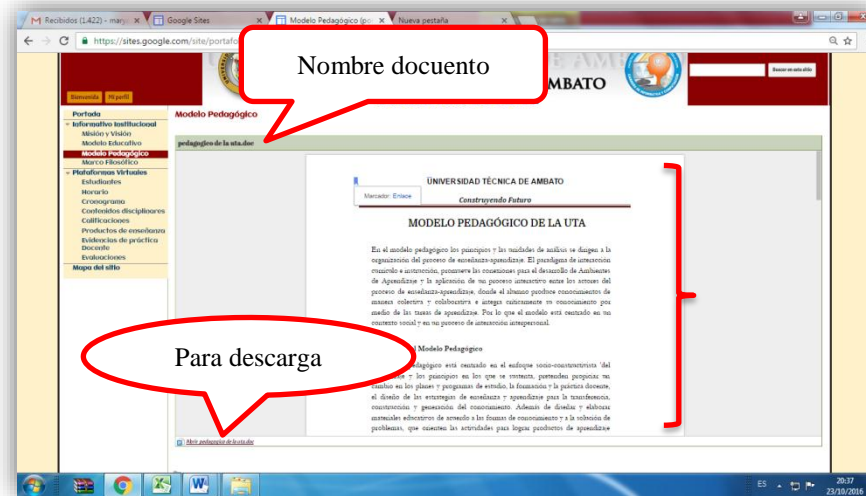 Recibidos (1.422) - mary
Google Sites
Modelo Pedagógico (po
Nueva pestaña
https://sites.google.com/site/portafo
Nombre docuento
AMBATO
Bienvenida
Mi perfil
Buscar en este sitio
Portada
Informativo Institucional
Misión y Visión
Modelo Educativo
Modelo Pedagógico
Marco Filosófico
Plataformas Virtuales
Estudiantes
Horario
Cronograma
Contenidos disciplinares
Calificaciones
Productos de enseñanza
Evidencias de práctica
Docente
Evaluaciones
Mapa del sitio
Modelo Pedagógico
pedagogico de la uta.doc
UNIVERSIDAD TÉCNICA DE AMBATO
Marcador: Enlace
Construyendo Futuro
MODELO PEDAGÓGICO DE LA UTA
En el modelo pedagógico los principios y las unidades de análisis se dirigen a la
organización del proceso de enseñanza-aprendizaje. El paradigma de interacción
currículo e instrucción, promueve las conexiones para el desarrollo de Ambientes
de Aprendizaje y la aplicación de un proceso interactivo entre los actores del
proceso de enseñanza-aprendizaje, donde el alumno produce conocimientos de
manera colectiva y colaborativa e integra críticamente su conocimiento por
medio de las tareas de aprendizaje. Por lo que el modelo está centrado en un
contexto social y en un proceso de interacción interpersonal.
Modelo Pedagógico
Para descarga
pedagógico está centrado en el enfoque socio-constructivista del
y los principios en los que se sustenta, pretenden propiciar un
cambio en los planes y programas de estudio, la formación y la práctica docente,
el diseño de las estrategias de enseñanza y aprendizaje para la transferencia,
construcción y generación del conocimiento. Además de diseñar y elaborar
materiales educativos de acuerdo a las formas de conocimiento y a la solución de
problemas, que orienten las actividades para lograr productos de aprendizaje
Abrir pedagogico de la uta.doc
ES
20:37
23/10/2016